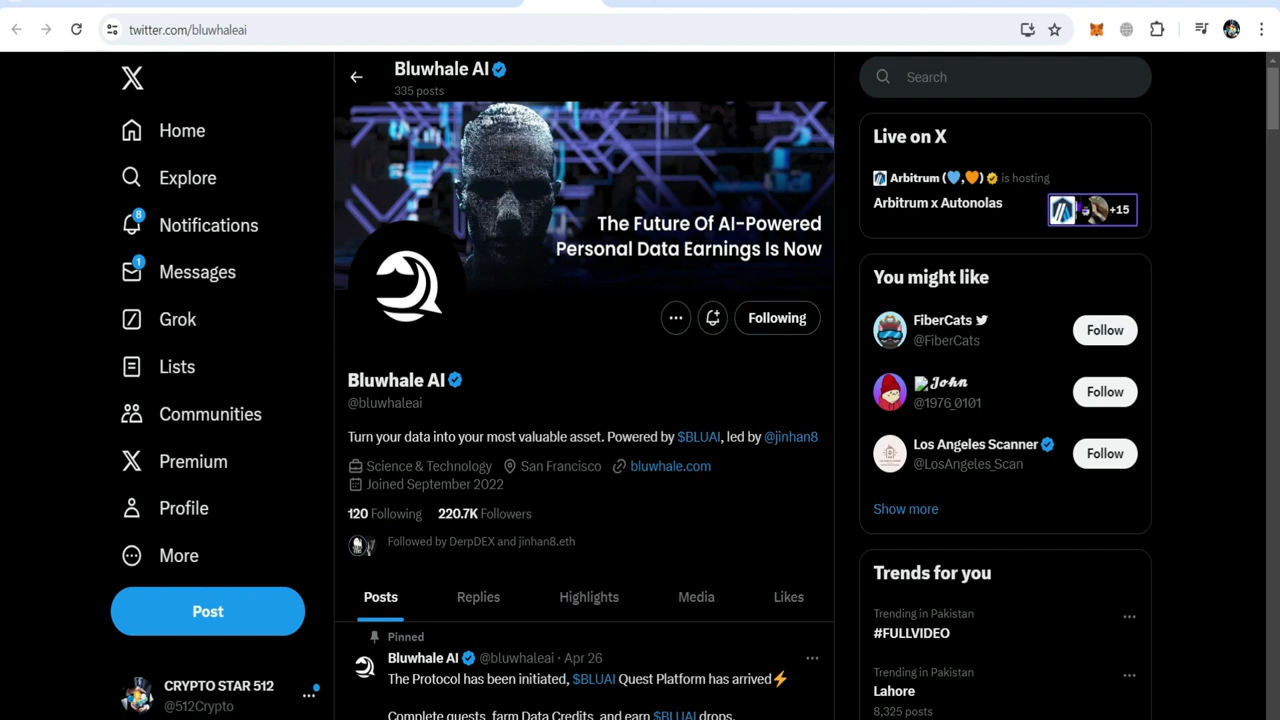 twitter.com/bluwhaleai
Home
Explore
8
Notifications
1
Messages
Grok
Lists
Communities
Premium
Profile
More
Post
CRYPTO STAR 512
@512Crypto
Bluwhale AI
335 posts
The Future Of AI-Powered
Personal Data Earnings Is Now
Following
Bluwhale AI
@bluwhaleai
Turn your data into your most valuable asset. Powered by $BLUAI, led by @jinhan8
Science & Technology San Francisco bluwhale.com
Joined September 2022
120 Following 220.7K Followers
Followed by DerpDEX and jinhan8.eth
Posts Replies Highlights Media Likes
Pinned
Bluwhale AI @bluwhaleai · Apr 26
The Protocol has been initiated, $BLUAI Quest Platform has arrived⚡
Complete quests, farm Data Credits, and earn $BLUAI drops.
Search
Live on X
Arbitrum (💙,🧡) is hosting
Arbitrum x Autonolas
+15
You might like
FiberCats
@FiberCats
Follow
John
@1976_0101
Follow
Los Angeles Scanner
@LosAngeles_Scan
Follow
Show more
Trends for you
Trending in Pakistan
#FULLVIDEO
Trending in Pakistan
Lahore
8,325 posts